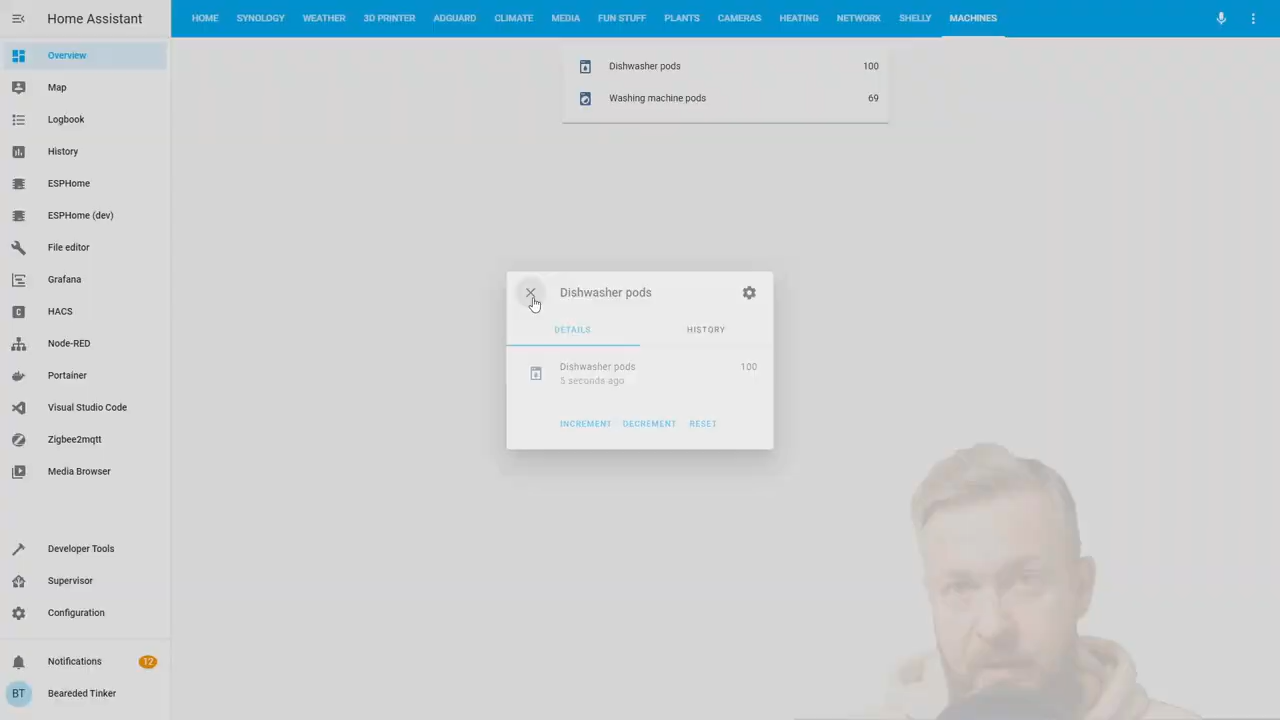 Home Assistant
HOME SYNOLOGY WEATHER 3D PRINTER ADGUARD CLIMATE MEDIA FUN STUFF PLANTS CAMERAS HEATING NETWORK SHELLY MACHINES
Overview
Map
Logbook
History
ESPHome
ESPHome (dev)
File editor
Grafana
HACS
Node-RED
Portainer
Visual Studio Code
Zigbee2mqtt
Media Browser
Developer Tools
Supervisor
Configuration
Notifications 12
BT Bearded Tinker
Dishwasher pods 100
Washing machine pods 69
Dishwasher pods
DETAILS HISTORY
Dishwasher pods 100
5 seconds ago
INCREMENT DECREMENT RESET